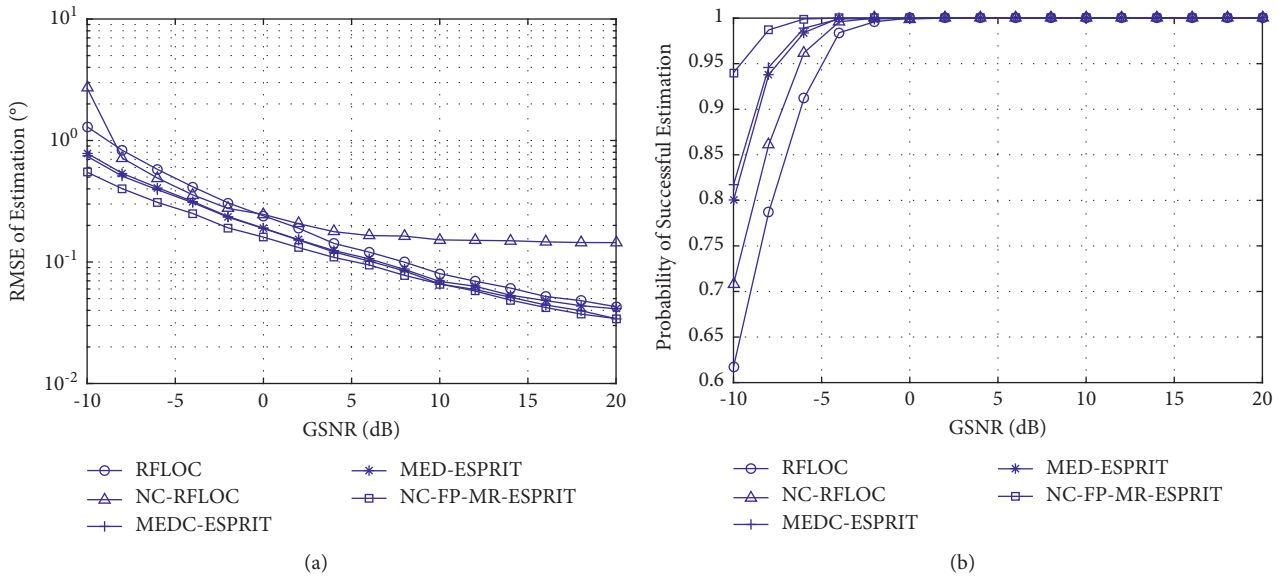 10^1
10^0
10^-1
10^-2
RMSE of Estimation (°)
-10 -5 0 5 10 15 20
GSNR (dB)
RFLOC
NC-RFLOC
MEDC-ESPRIT
MED-ESPRIT
NC-FP-MR-ESPRIT
(a)
1
0.95
0.9
0.85
0.8
0.75
0.7
0.65
0.6
Probability of Successful Estimation
-10 -5 0 5 10 15 20
GSNR (dB)
RFLOC
NC-RFLOC
MEDC-ESPRIT
MED-ESPRIT
NC-FP-MR-ESPRIT
(b)